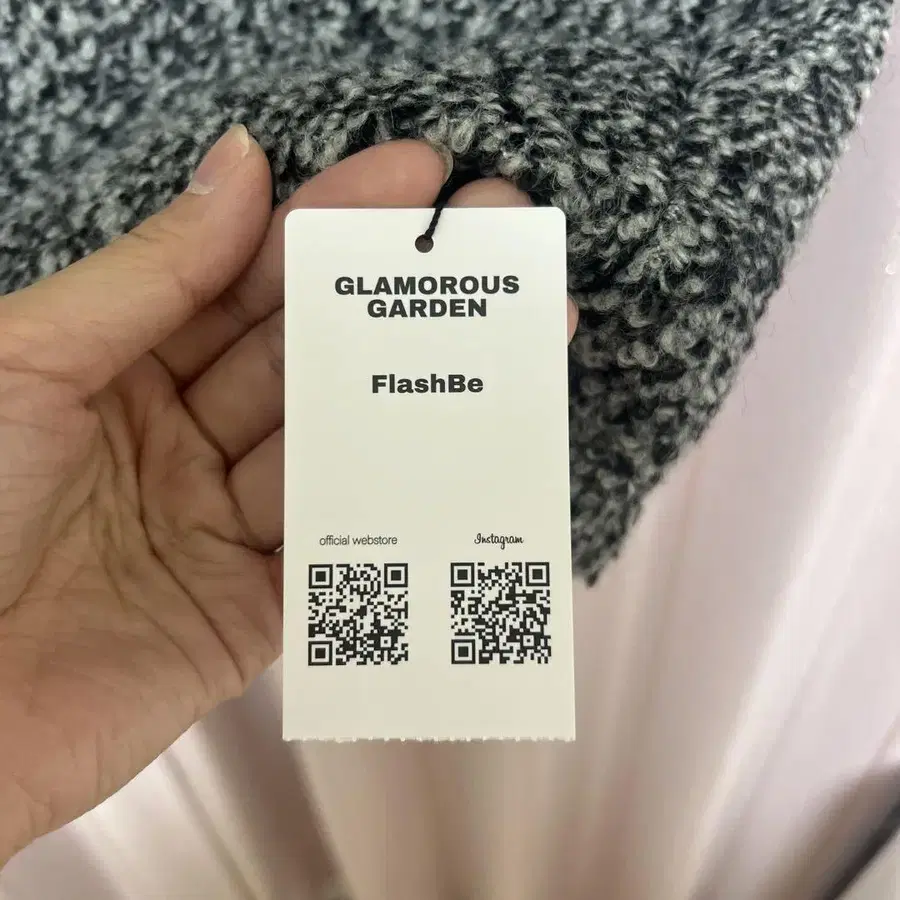 GLAMOROUS
GARDEN
FlashBe
official webstore
Instagram